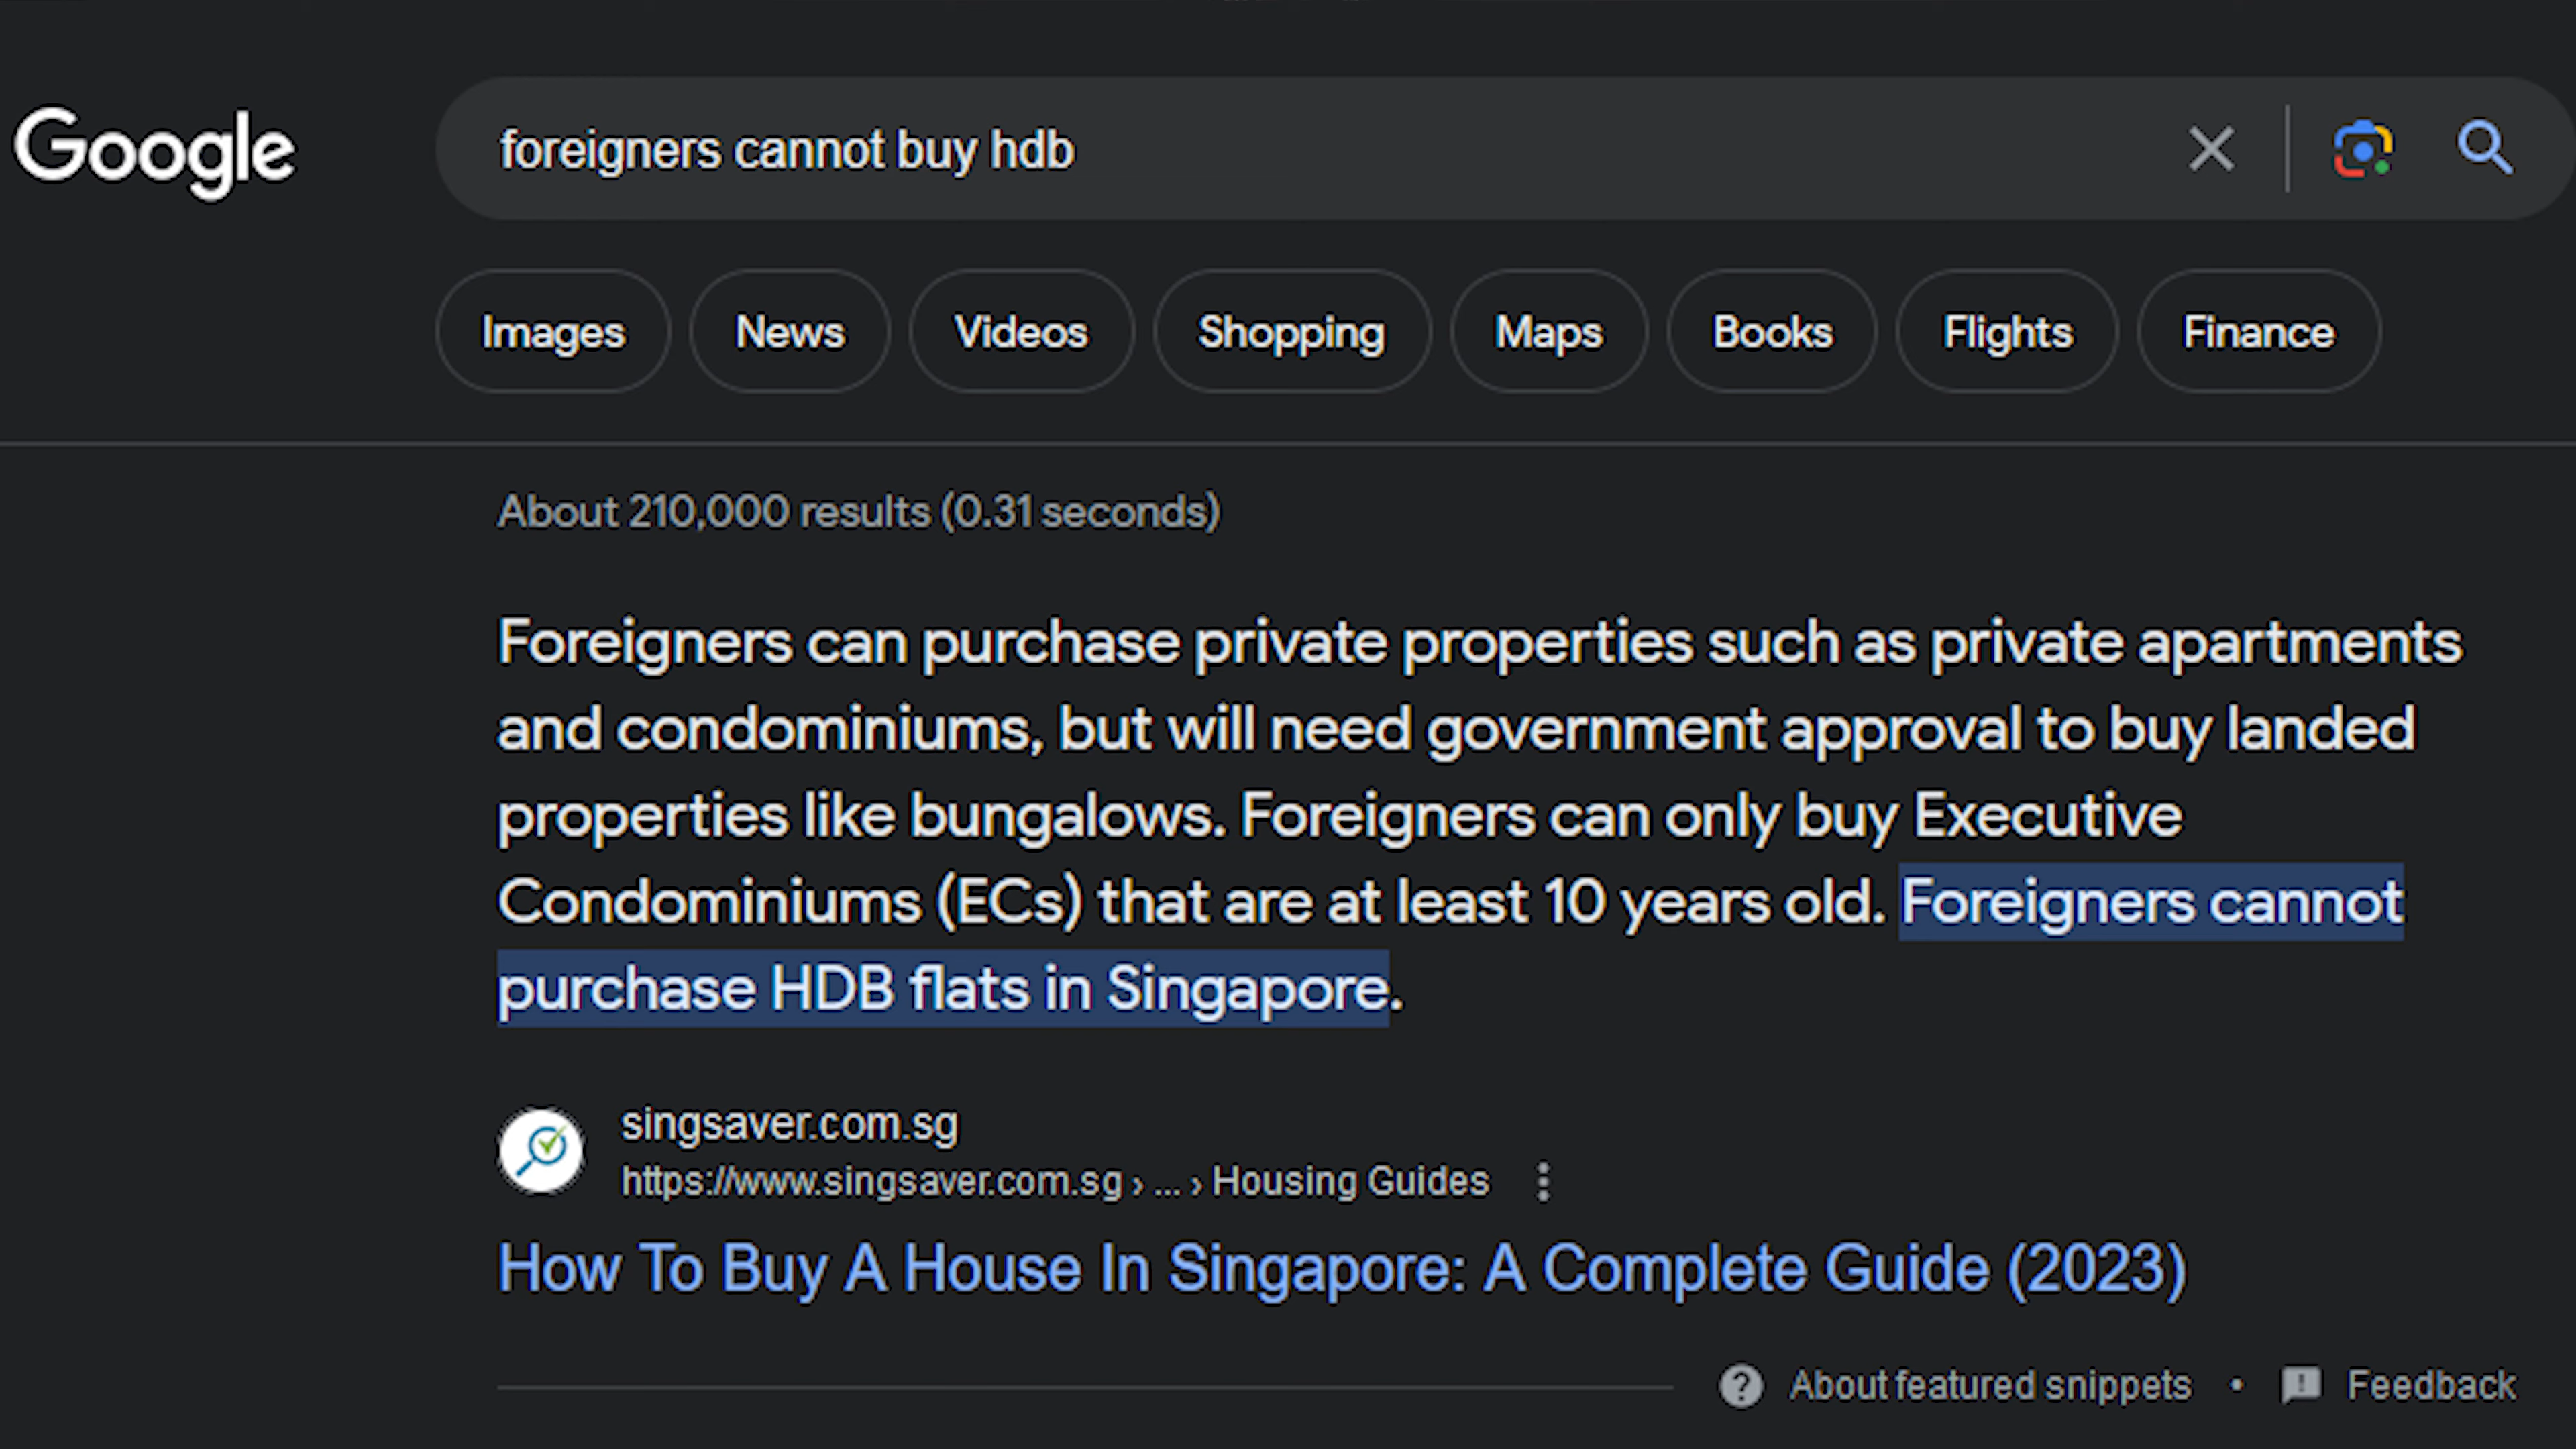 Google
foreigners cannot buy hdb
Images News Videos Shopping Maps Books Flights Finance
About 210,000 results (0.31 seconds)
Foreigners can purchase private properties such as private apartments
and condominiums, but will need government approval to buy landed
properties like bungalows. Foreigners can only buy Executive
Condominiums (ECs) that are at least 10 years old. Foreigners cannot
purchase HDB flats in Singapore.
singsaver.com.sg
https://www.singsaver.com.sg › ... › Housing Guides
How To Buy A House In Singapore: A Complete Guide (2023)
About featured snippets • Feedback